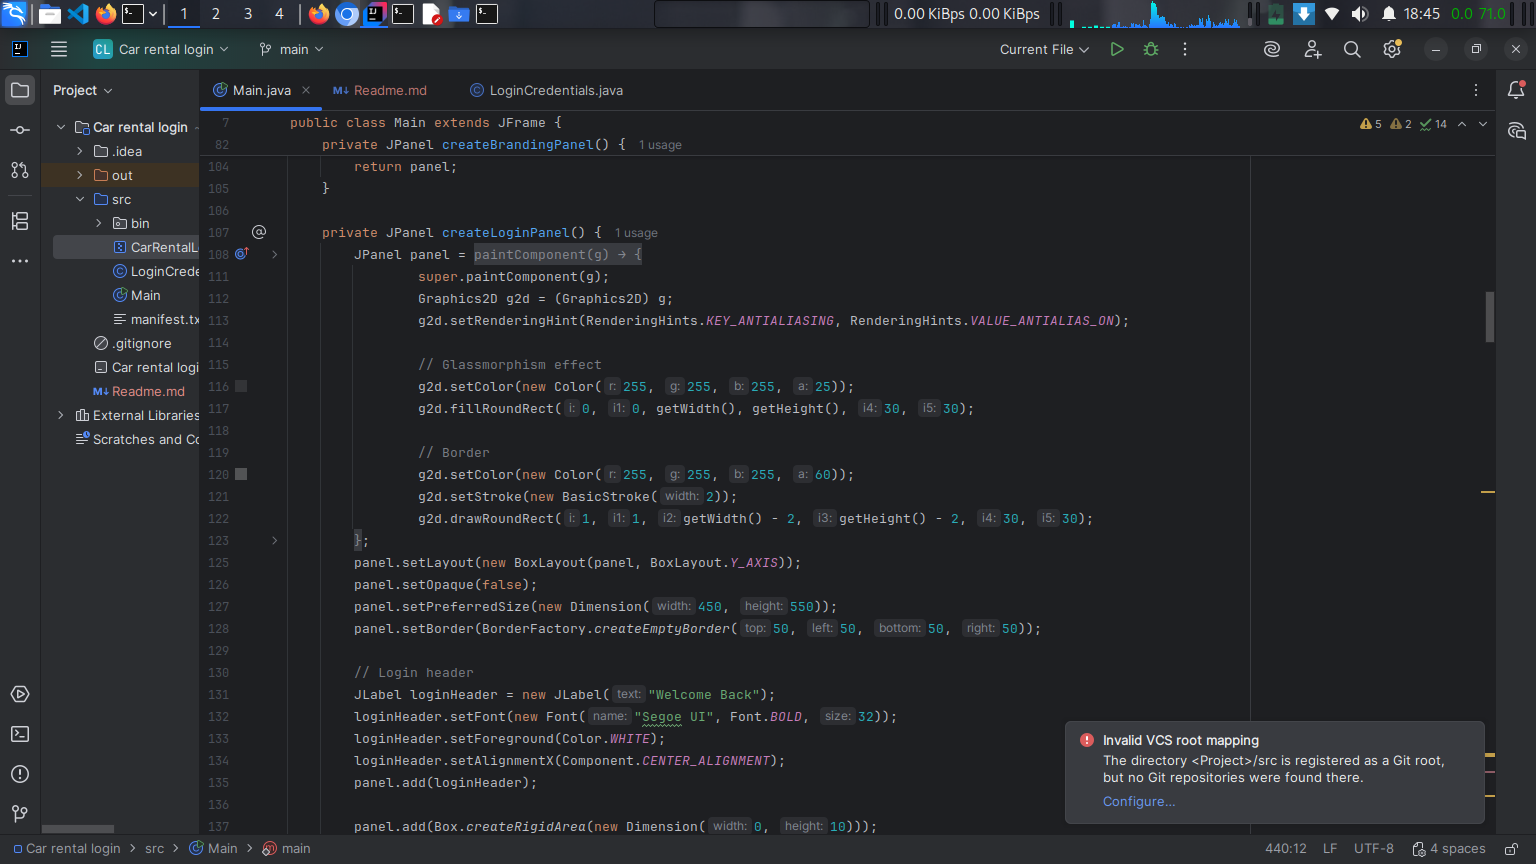 1 2 3 4 0.00 KiBps 0.00 KiBps 18:45 0.0 71.0
CL Car rental login main Current File
Project
Main.java
M↓ Readme.md
LoginCredentials.java
Car rental login
.idea
out
src
bin
CarRentalL
LoginCrede
Main
manifest.tx
.gitignore
Car rental logi
M↓ Readme.md
External Libraries
Scratches and Co
5 2 14
7 public class Main extends JFrame {
82 private JPanel createBrandingPanel() { 1 usage
104 return panel;
105 }
106
107 private JPanel createLoginPanel() { 1 usage
108 JPanel panel = paintComponent(g) → {
111 super.paintComponent(g);
112 Graphics2D g2d = (Graphics2D) g;
113 g2d.setRenderingHint(RenderingHints.KEY_ANTIALIASING, RenderingHints.VALUE_ANTIALIAS_ON);
114
115 // Glassmorphism effect
116 g2d.setColor(new Color( r: 255, g: 255, b: 255, a: 25));
117 g2d.fillRoundRect( i: 0, i1: 0, getWidth(), getHeight(), i4: 30, i5: 30);
118
119 // Border
120 g2d.setColor(new Color( r: 255, g: 255, b: 255, a: 60));
121 g2d.setStroke(new BasicStroke( width: 2));
122 g2d.drawRoundRect( i: 1, i1: 1, i2: getWidth() - 2, i3: getHeight() - 2, i4: 30, i5: 30);
123 };
125 panel.setLayout(new BoxLayout(panel, BoxLayout.Y_AXIS));
126 panel.setOpaque(false);
127 panel.setPreferredSize(new Dimension( width: 450, height: 550));
128 panel.setBorder(BorderFactory.createEmptyBorder( top: 50, left: 50, bottom: 50, right: 50));
129
130 // Login header
131 JLabel loginHeader = new JLabel( text: "Welcome Back");
132 loginHeader.setFont(new Font( name: "Segoe UI", Font.BOLD, size: 32));
133 loginHeader.setForeground(Color.WHITE);
134 loginHeader.setAlignmentX(Component.CENTER_ALIGNMENT);
135 panel.add(loginHeader);
136
137 panel.add(Box.createRigidArea(new Dimension( width: 0, height: 10)));
Invalid VCS root mapping
The directory <Project>/src is registered as a Git root,
but no Git repositories were found there.
Configure...
Car rental login > src > Main > main 440:12 LF UTF-8 4 spaces